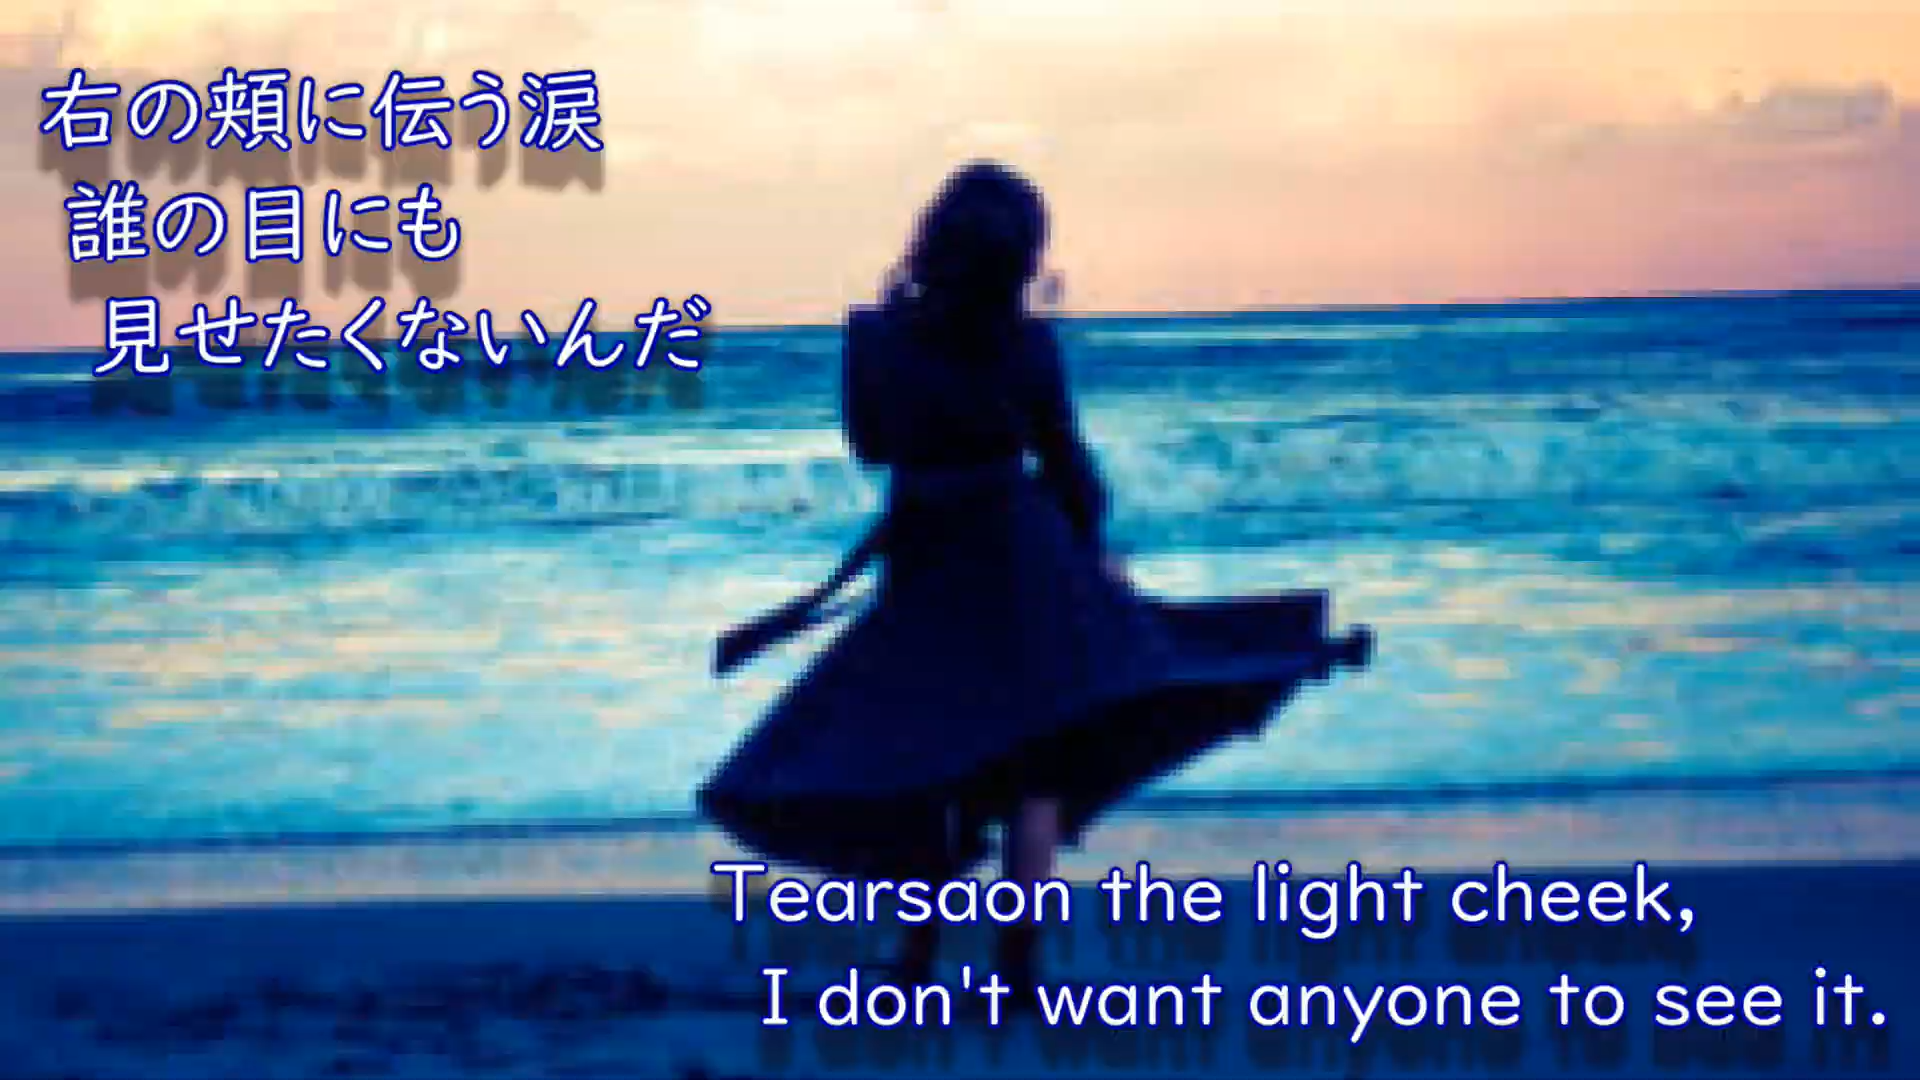 右の頬に伝う涙
誰の目にも
見せたくないんだ
Tearsaon the light cheek,
I don't want anyone to see it.